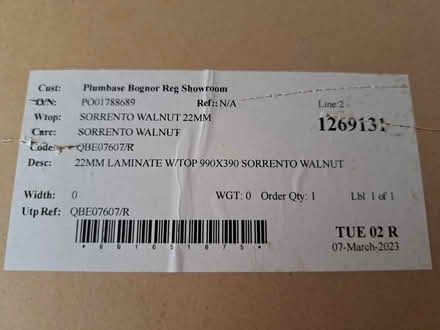 Cust: Plumbase Bognor Reg Showroom
O/N: PO01788689 Ref:: N/A Line 2
Wtop: SORRENTO WALNUT 22MM 1269131
Carc: SORRENTO WALNUT
Code: QBE07607/R
Desc: 22MM LAMINATE W/TOP 990X390 SORRENTO WALNUT
Width: 0 WGT: 0 Order Qty: 1 Lbl 1 of 1
Utp Ref: QBE07607/R
TUE 02 R
07-March-2023